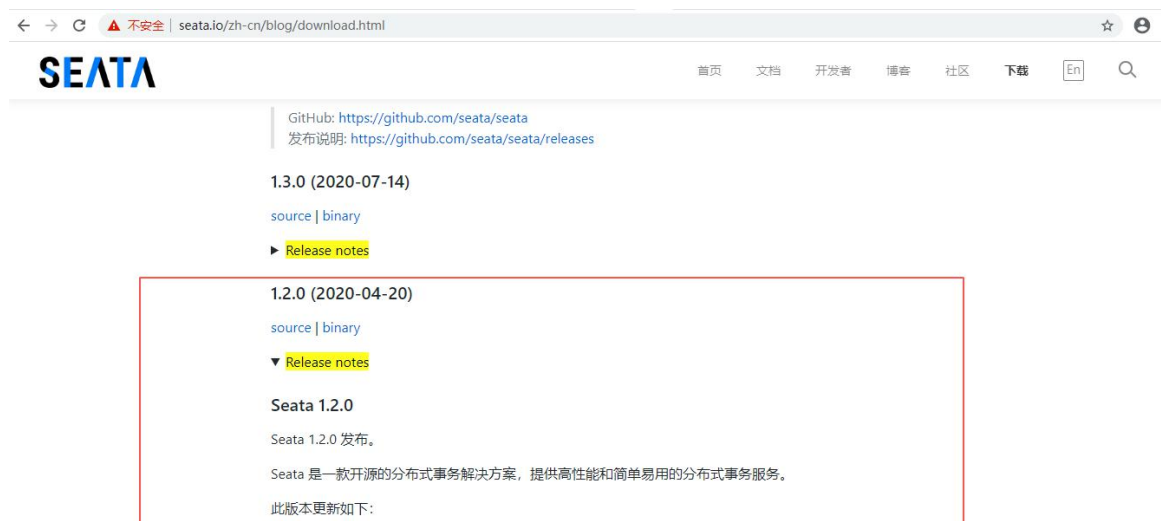 不安全 | seata.io/zh-cn/blog/download.html
SEATA
首页 文档 开发者 博客 社区 下载 En
GitHub: https://github.com/seata/seata
发布说明: https://github.com/seata/seata/releases
1.3.0 (2020-07-14)
source | binary
Release notes
1.2.0 (2020-04-20)
source | binary
Release notes
Seata 1.2.0
Seata 1.2.0 发布。
Seata 是一款开源的分布式事务解决方案，提供高性能和简单易用的分布式事务服务。
此版本更新如下：